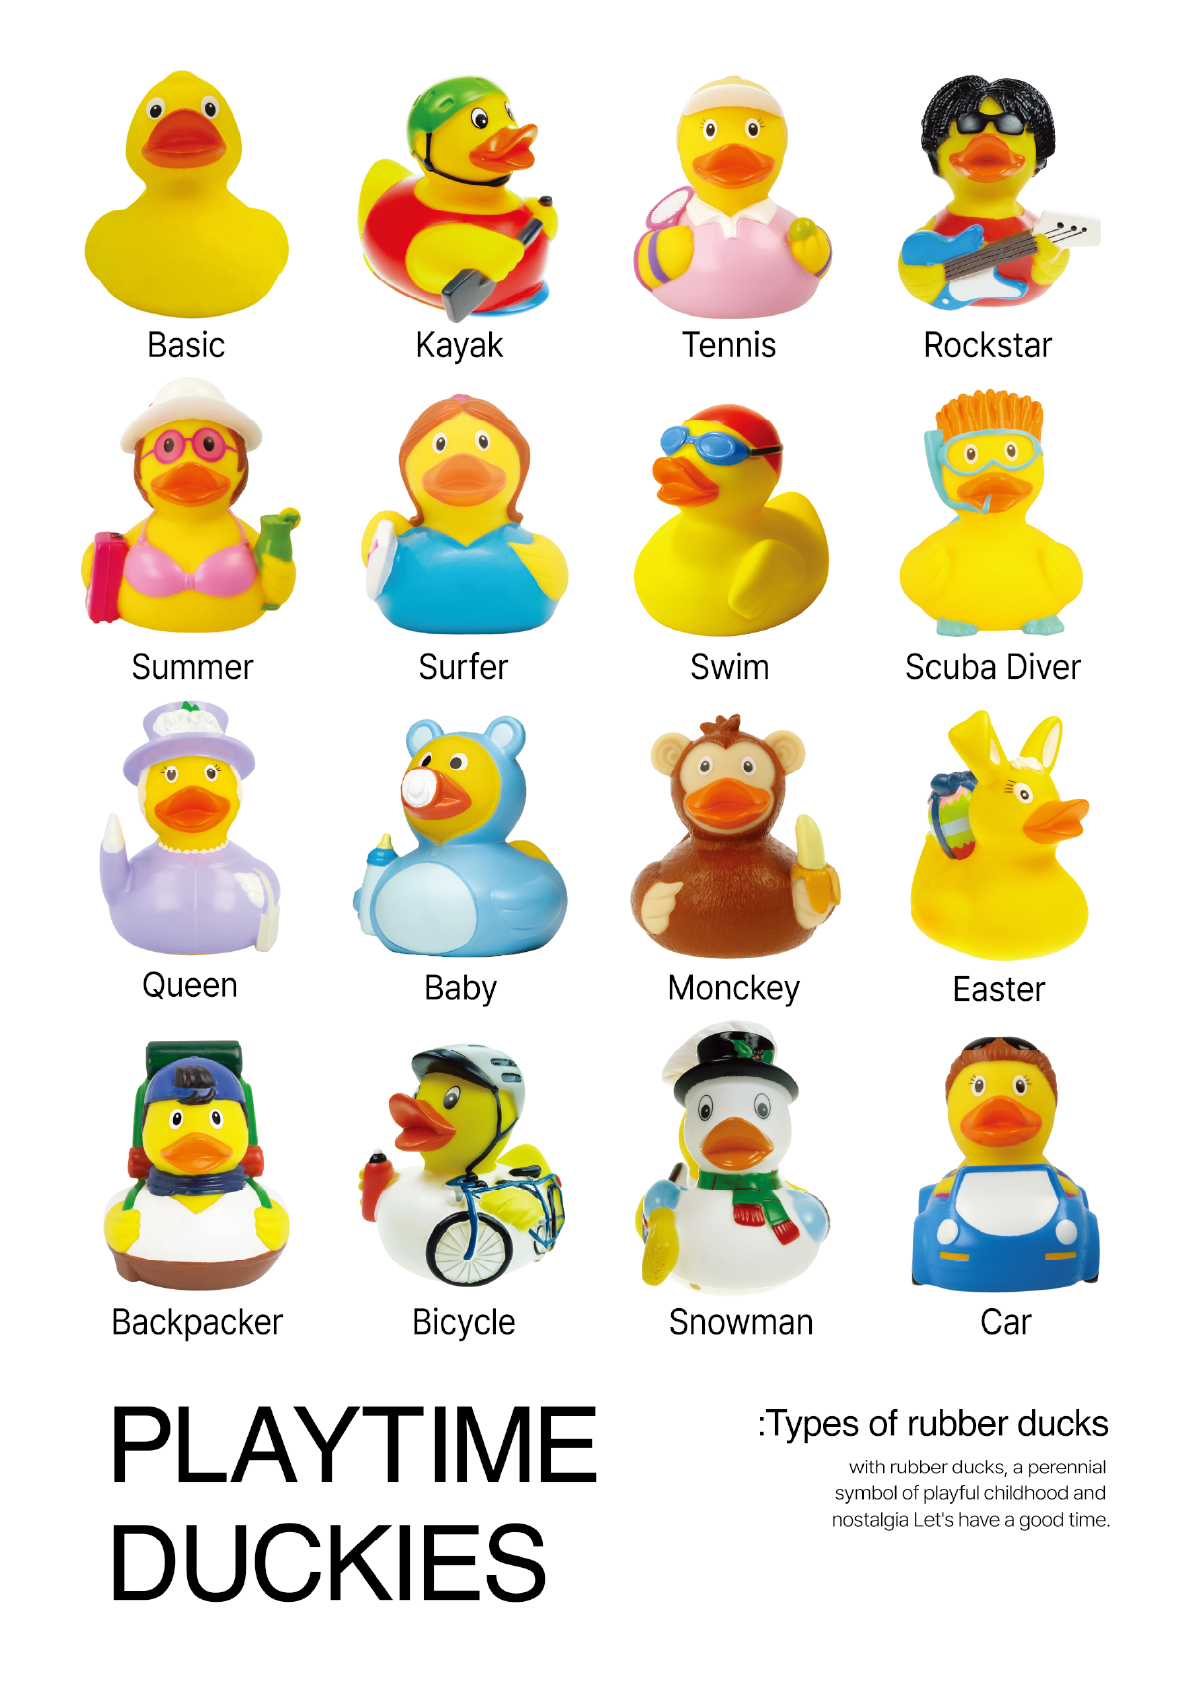 Basic
Kayak
Tennis
Rockstar
Summer
Surfer
Swim
Scuba Diver
Queen
Baby
Monckey
Easter
Backpacker
Bicycle
Snowman
Car
PLAYTIME
DUCKIES
:Types of rubber ducks
with rubber ducks, a perennial
symbol of playful childhood and
nostalgia Let's have a good time.